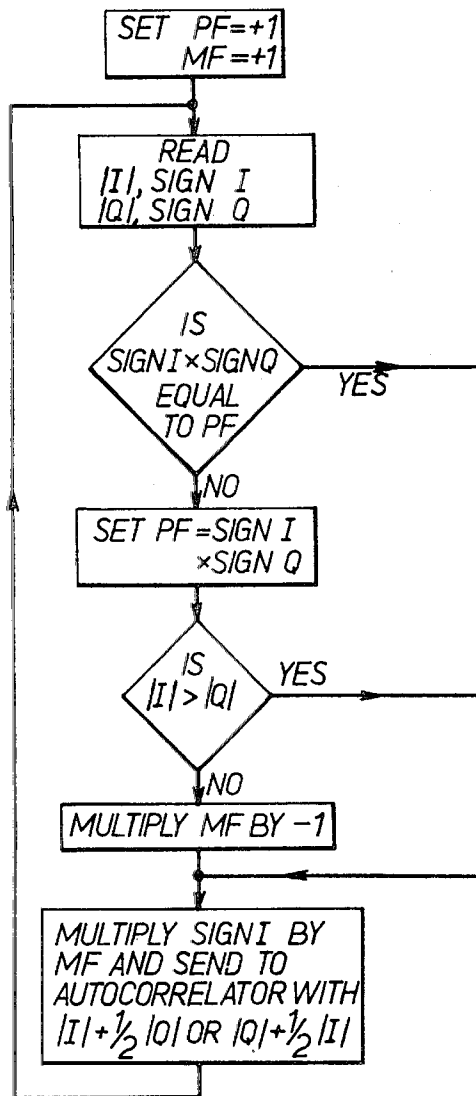 SET PF=+1
MF=+1
READ
|I|, SIGN I
|Q|, SIGN Q
IS
SIGN I×SIGN Q
EQUAL
TO PF
YES
NO
SET PF=SIGN I
×SIGN Q
IS
|I| > |Q|
YES
NO
MULTIPLY MF BY -1
MULTIPLY SIGN I BY
MF AND SEND TO
AUTOCORRELATOR WITH
|I|+1/2 |Q| OR |Q|+1/2 |I|